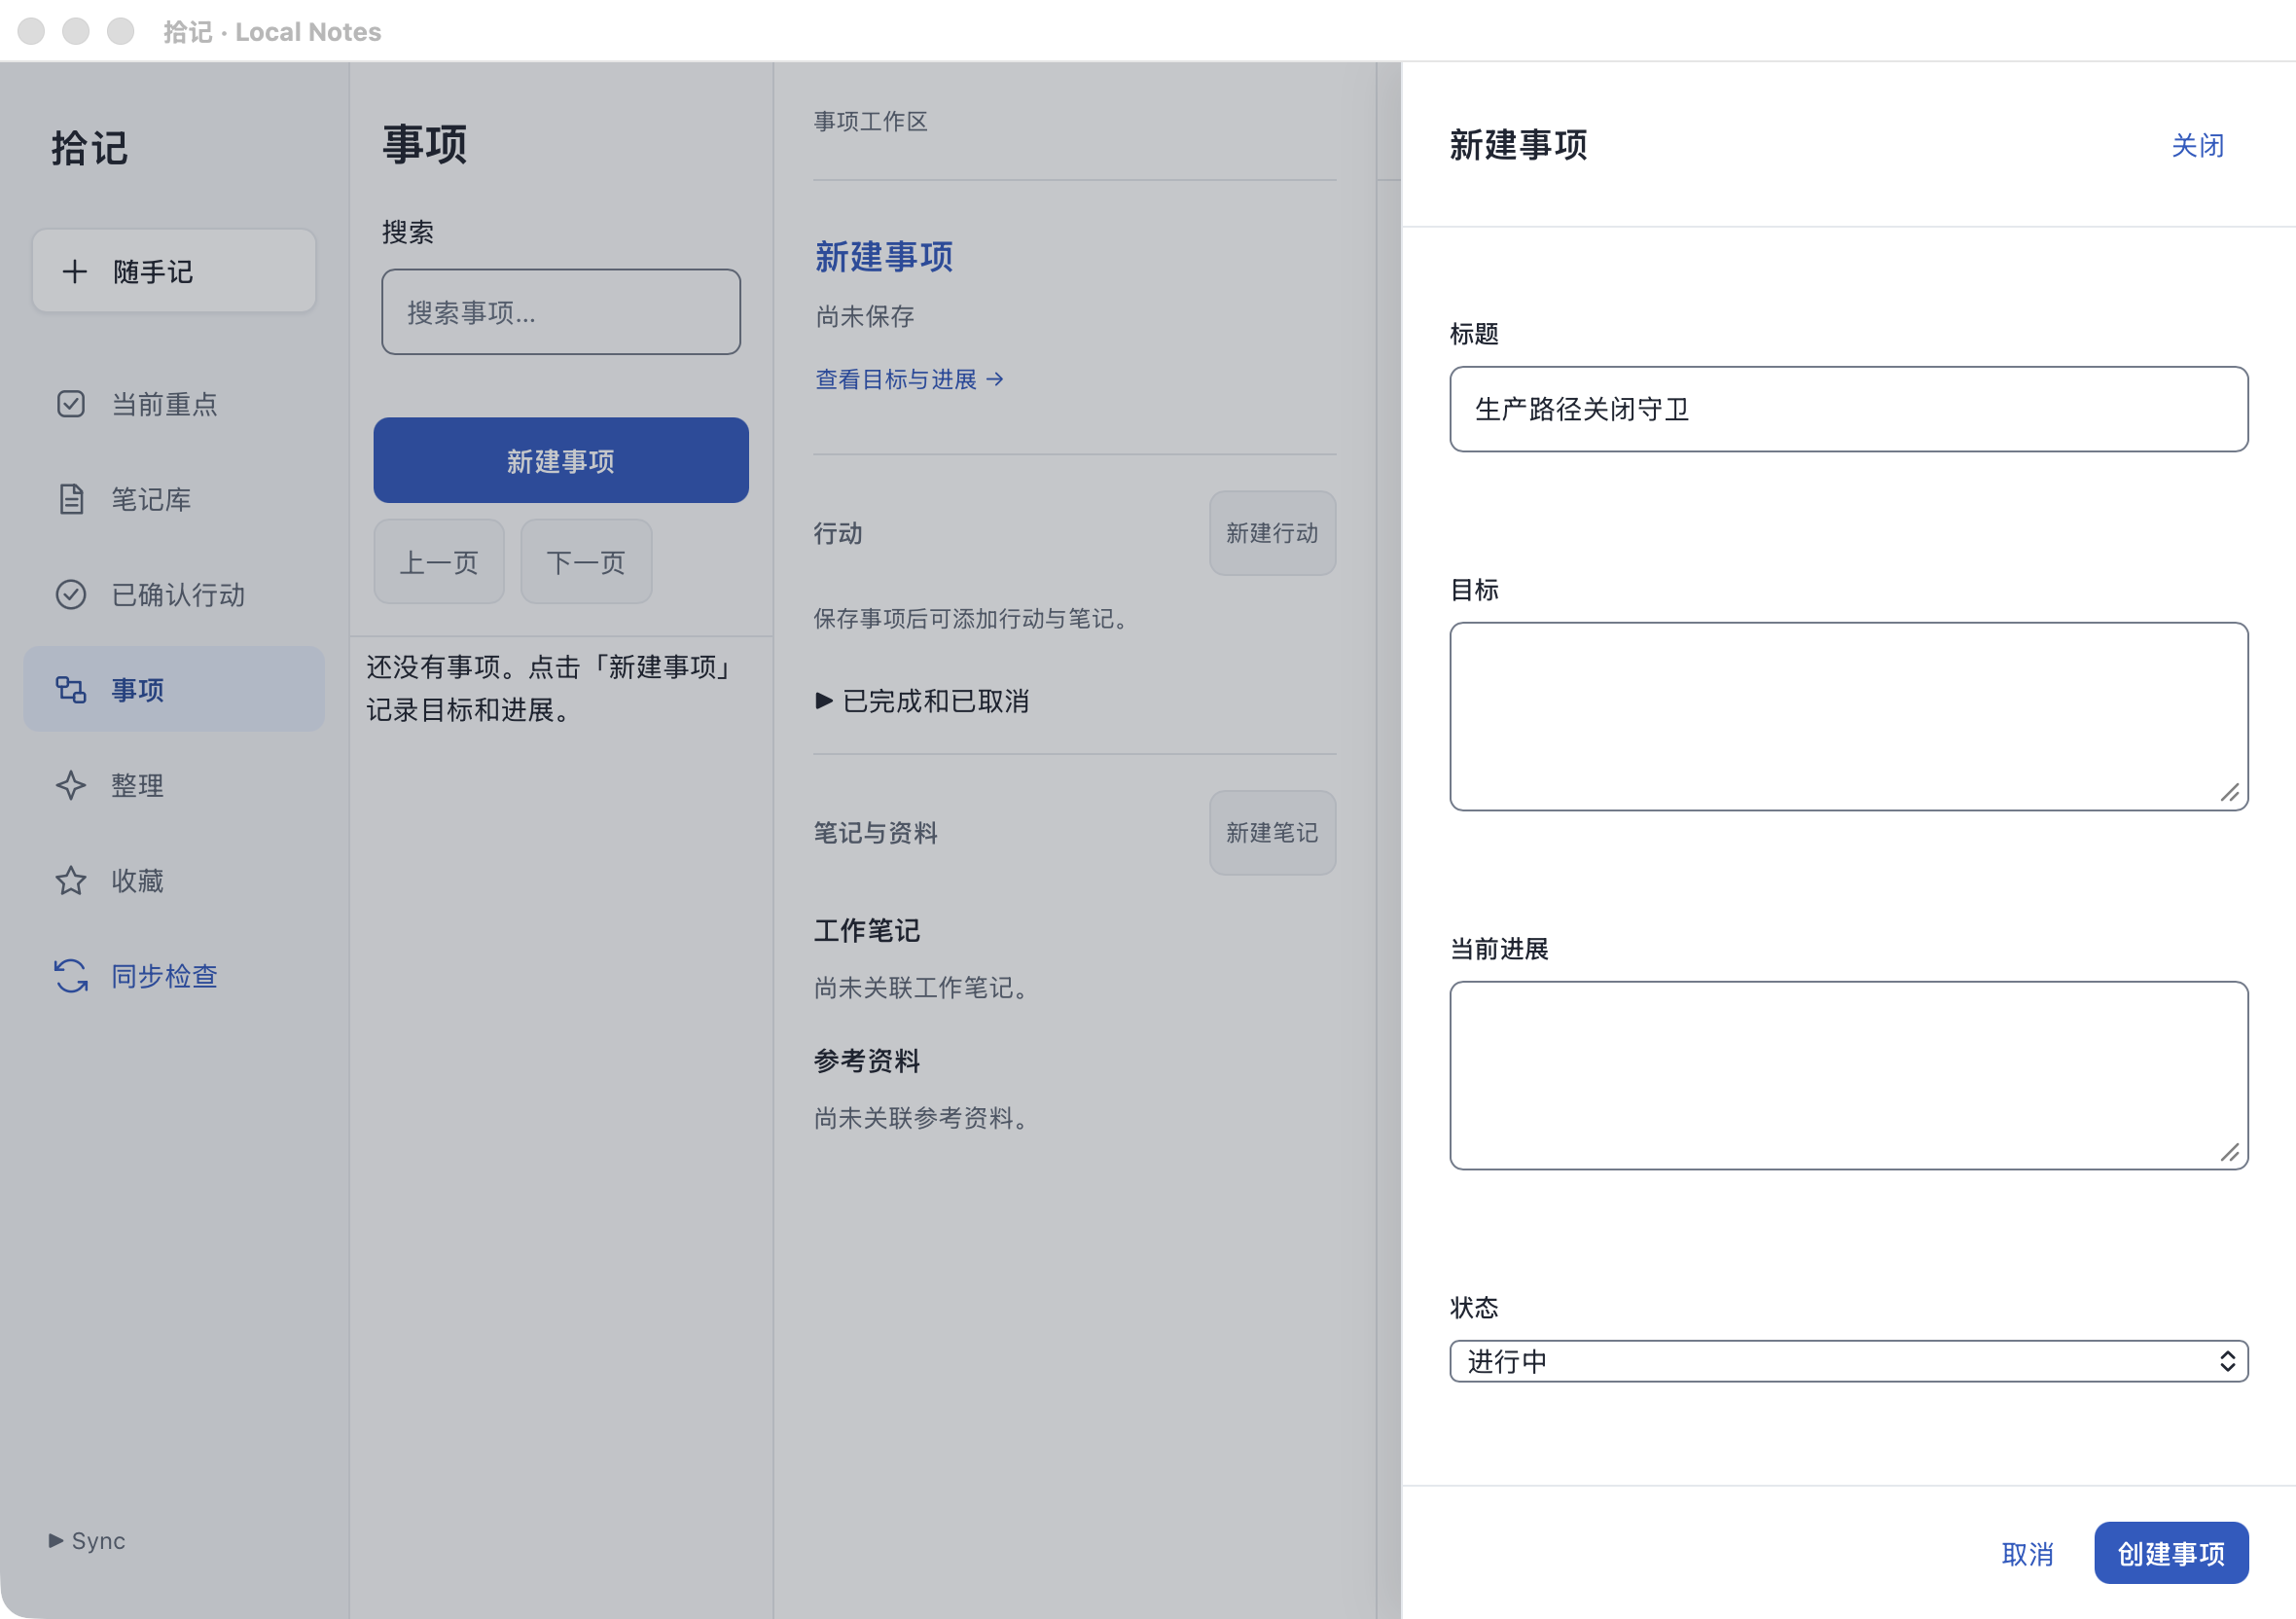 拾记 · Local Notes
拾记
随手记
当前重点
笔记库
已确认行动
事项
整理
收藏
同步检查
Sync
事项
搜索
搜索事项...
新建事项
上一页
下一页
还没有事项。点击「新建事项」
记录目标和进展。
事项工作区
新建事项
尚未保存
查看目标与进展 →
行动
新建行动
保存事项后可添加行动与笔记。
已完成和已取消
笔记与资料
新建笔记
工作笔记
尚未关联工作笔记。
参考资料
尚未关联参考资料。
新建事项
关闭
标题
生产路径关闭守卫
目标
当前进展
状态
进行中
取消
创建事项